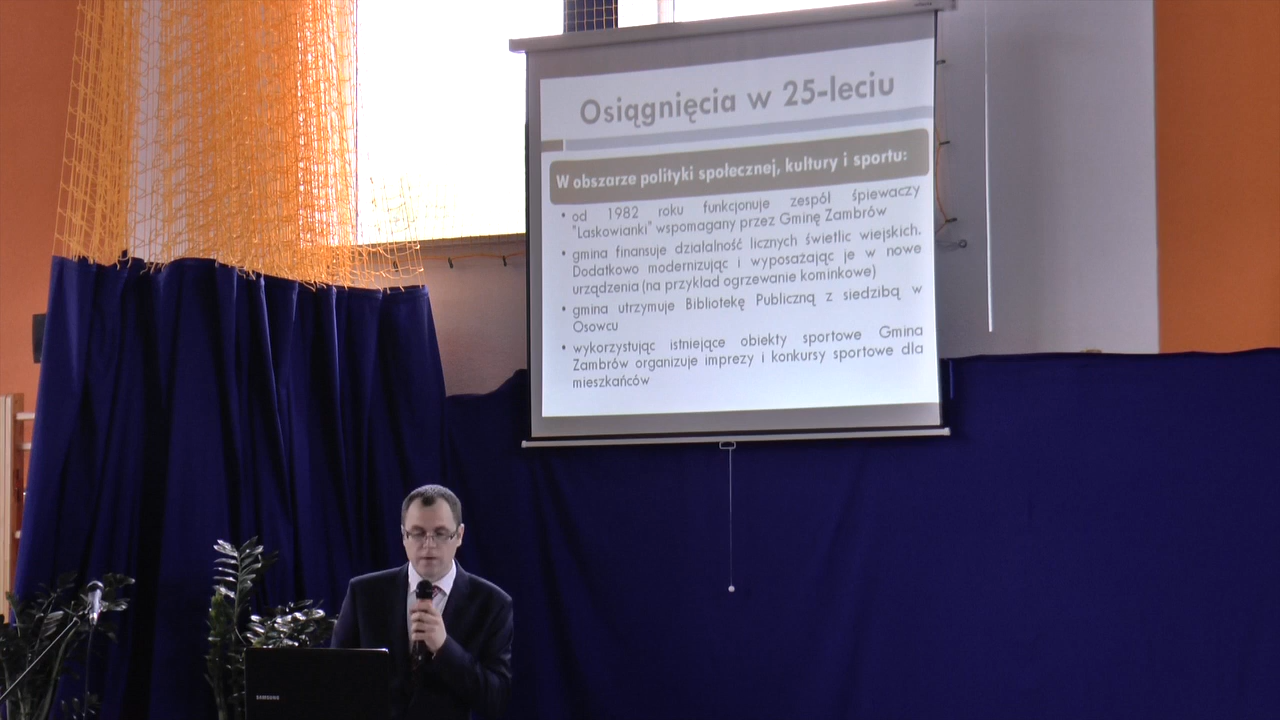 Osiągnięcia w 25-leciu
W obszarze polityki społecznej, kultury i sportu:
• od 1982 roku funkcjonuje zespół śpiewaczy
"Laskowianki" wspomagany przez Gminę Zambrów
• gmina finansuje działalność licznych świetlic wiejskich.
Dodatkowo modernizując i wyposażając je w nowe
urządzenia (na przykład ogrzewanie kominkowe)
• gmina utrzymuje Bibliotekę Publiczną z siedzibą w
Osowcu
• wykorzystując istniejące obiekty sportowe Gmina
Zambrów organizuje imprezy i konkursy sportowe dla
mieszkańców
SAMSUNG